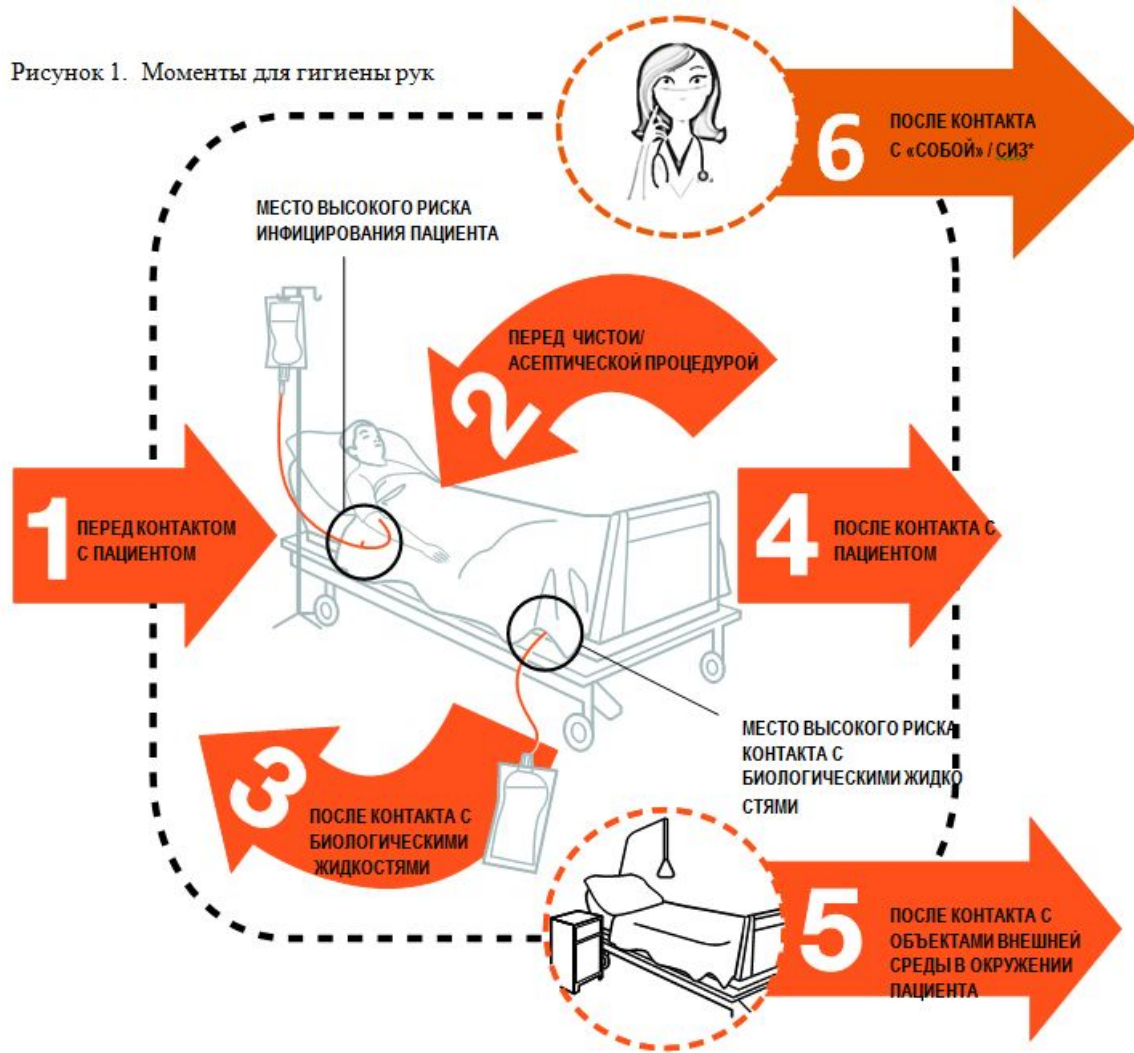 Рисунок 1. Моменты для гигиены рук
6
ПОСЛЕ КОНТАКТА
С «СОБОЙ» / СИЗ*
МЕСТО ВЫСОКОГО РИСКА
ИНФИЦИРОВАНИЯ ПАЦИЕНТА
2
ПЕРЕД ЧИСТОИ/
АСЕПТИЧЕСКОЙ ПРОЦЕДУРОЙ
1
ПЕРЕД КОНТАКТОМ
С ПАЦИЕНТОМ
4
ПОСЛЕ КОНТАКТА С
ПАЦИЕНТОМ
3
ПОСЛЕ КОНТАКТА С
БИОЛОГИЧЕСКИМИ
ЖИДКОСТЯМИ
МЕСТО ВЫСОКОГО РИСКА
КОНТАКТА С
БИОЛОГИЧЕСКИМИ ЖИДКО
СТЯМИ
5
ПОСЛЕ КОНТАКТА С
ОБЪЕКТАМИ ВНЕШНЕЙ
СРЕДЫ В ОКРУЖЕНИИ
ПАЦИЕНТА